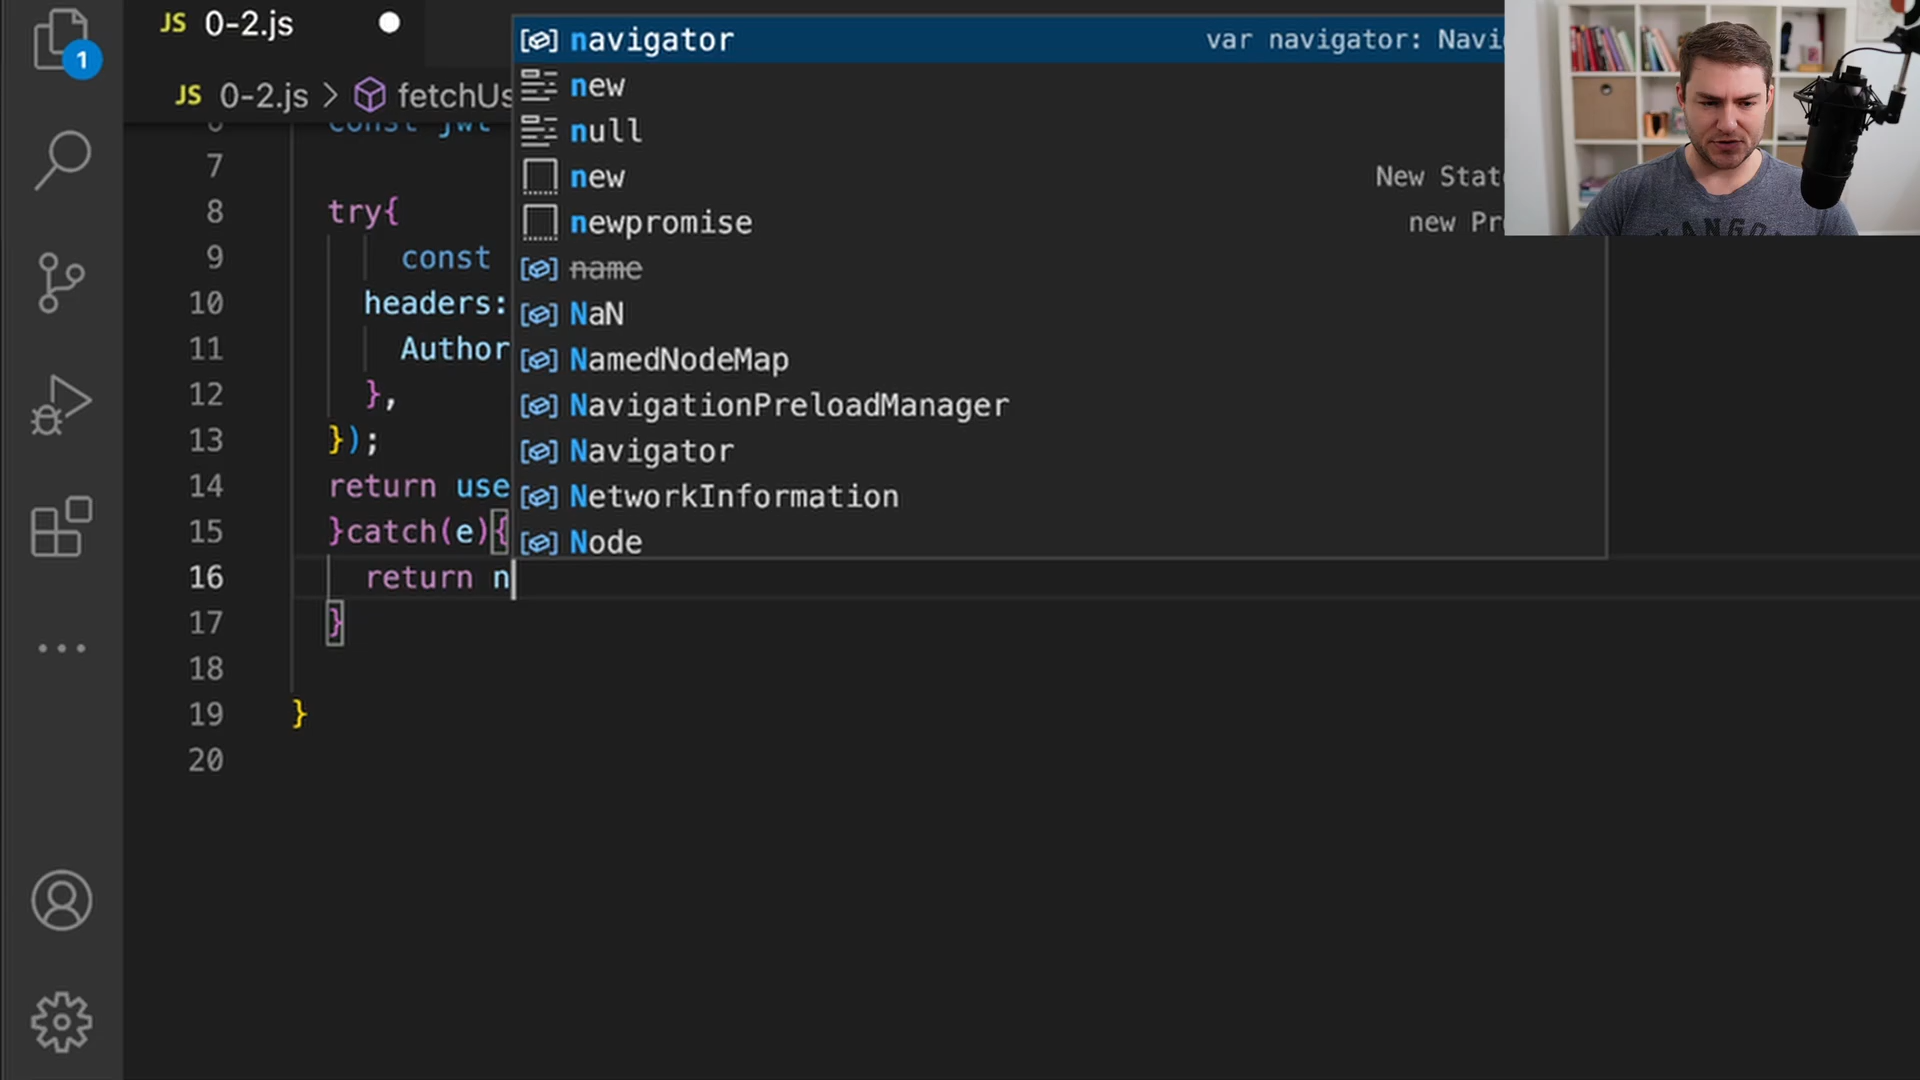 JS 0-2.js
JS 0-2.js > fetchUs
1
6 const jwt
7
8 try{
9 const
10 headers:
11 Author
12 },
13 });
14 return use
15 }catch(e){
16 return n
17 }
18
19 }
20
navigator var navigator: Navi
new
null
new New Stat
newpromise new Pr
name
NaN
NamedNodeMap
NavigationPreloadManager
Navigator
NetworkInformation
Node